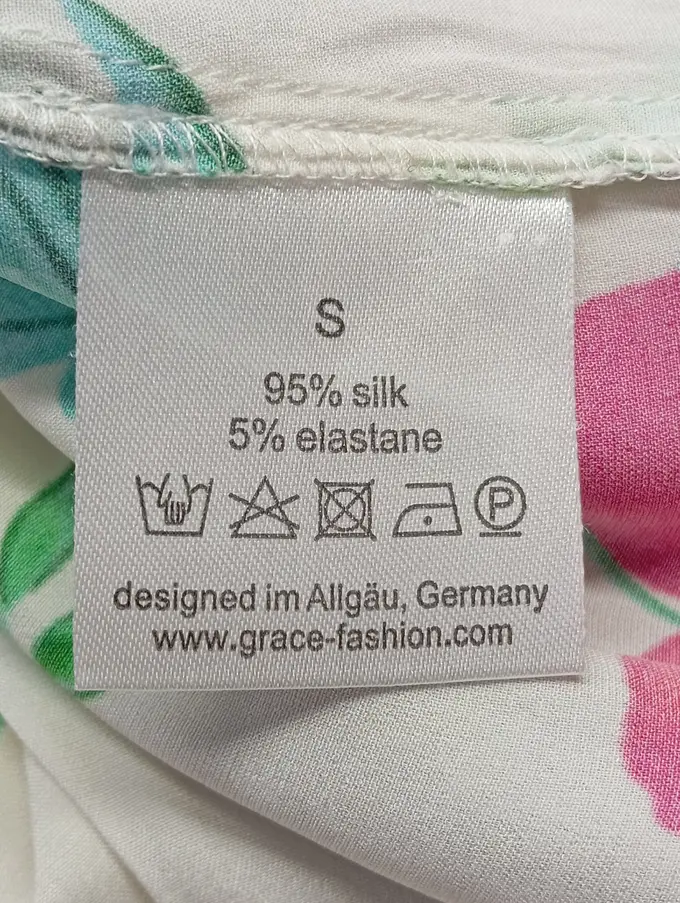 S
95% silk
5% elastane
P
designed im Allgäu, Germany
www.grace-fashion.com